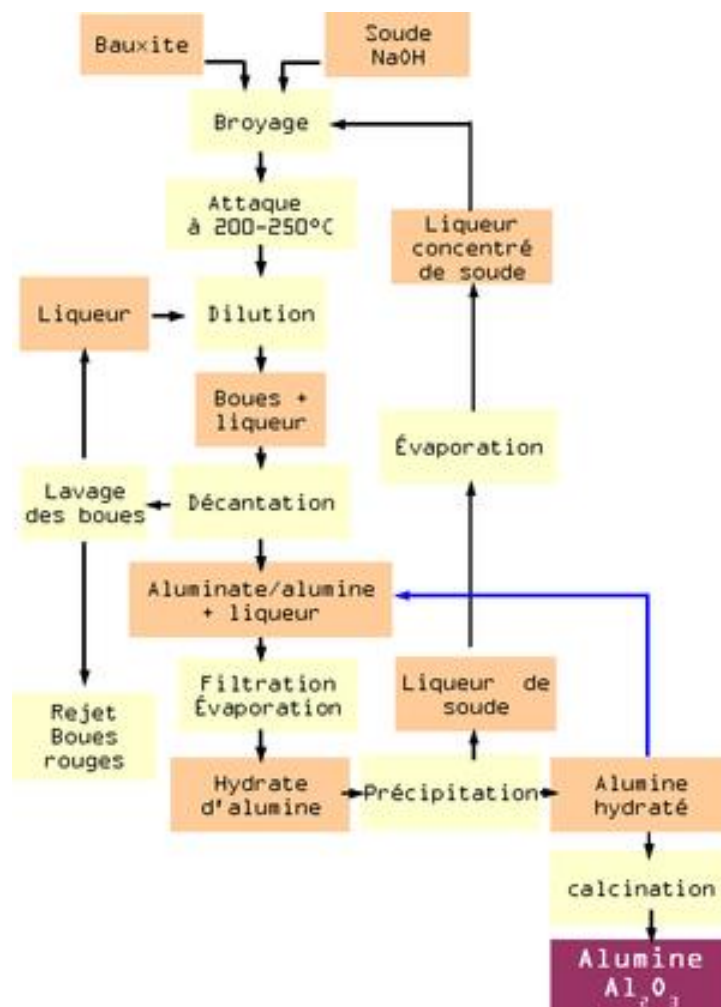 Bauxite
Soude
NaOH
Broyage
Attaque
à 200-250°C
Liqueur
concentré
de soude
Liqueur
Dilution
Boues +
liqueur
Évaporation
Lavage
des boues
Décantation
Aluminate/alumine
+ liqueur
Filtration
Évaporation
Liqueur de
soude
Rejet
Boues
rouges
Hydrate
d'alumine
Précipitation
Alumine
hydraté
calcination
Alumine
Al₂O₃